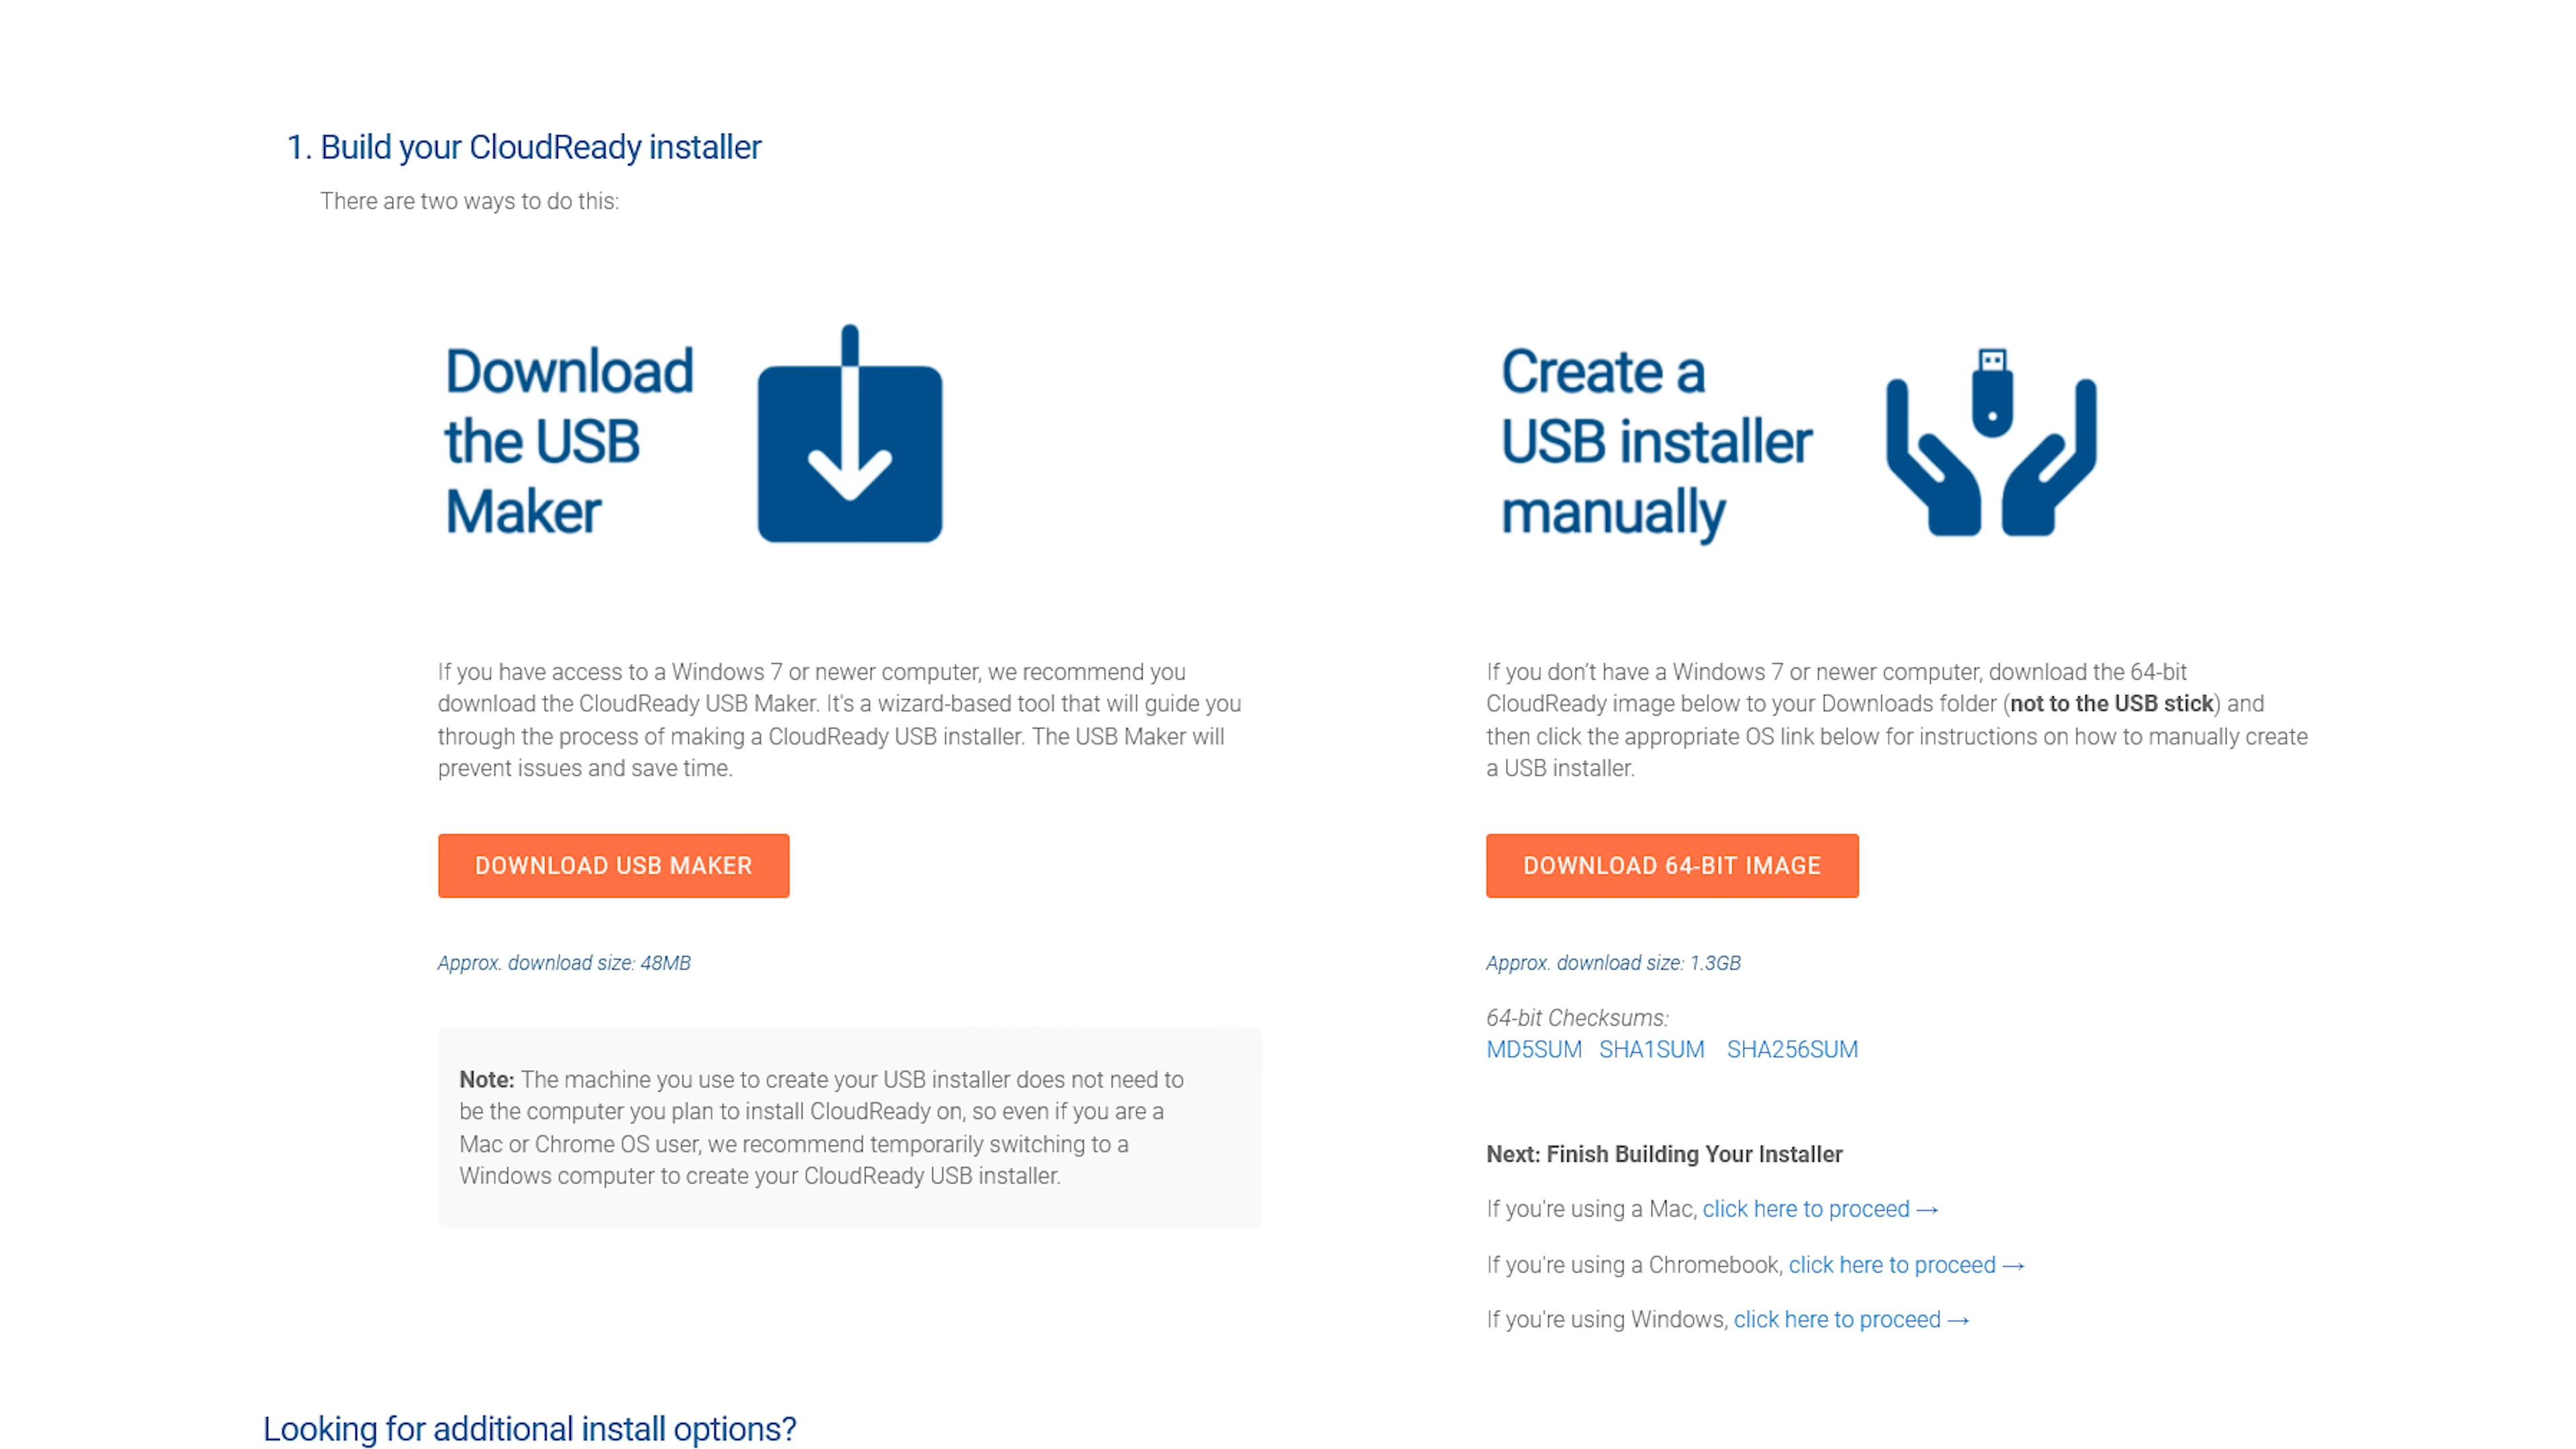 1. Build your CloudReady installer
There are two ways to do this:
Download
the USB
Maker
If you have access to a Windows 7 or newer computer, we recommend you
download the CloudReady USB Maker. It's a wizard-based tool that will guide you
through the process of making a CloudReady USB installer. The USB Maker will
prevent issues and save time.
DOWNLOAD USB MAKER
Approx. download size: 48MB
Note: The machine you use to create your USB installer does not need to
be the computer you plan to install CloudReady on, so even if you are a
Mac or Chrome OS user, we recommend temporarily switching to a
Windows computer to create your CloudReady USB installer.
Create a
USB installer
manually
If you don’t have a Windows 7 or newer computer, download the 64-bit
CloudReady image below to your Downloads folder (not to the USB stick) and
then click the appropriate OS link below for instructions on how to manually create
a USB installer.
DOWNLOAD 64-BIT IMAGE
Approx. download size: 1.3GB
64-bit Checksums:
MD5SUM SHA1SUM SHA256SUM
Next: Finish Building Your Installer
If you're using a Mac, click here to proceed →
If you're using a Chromebook, click here to proceed →
If you're using Windows, click here to proceed →
Looking for additional install options?